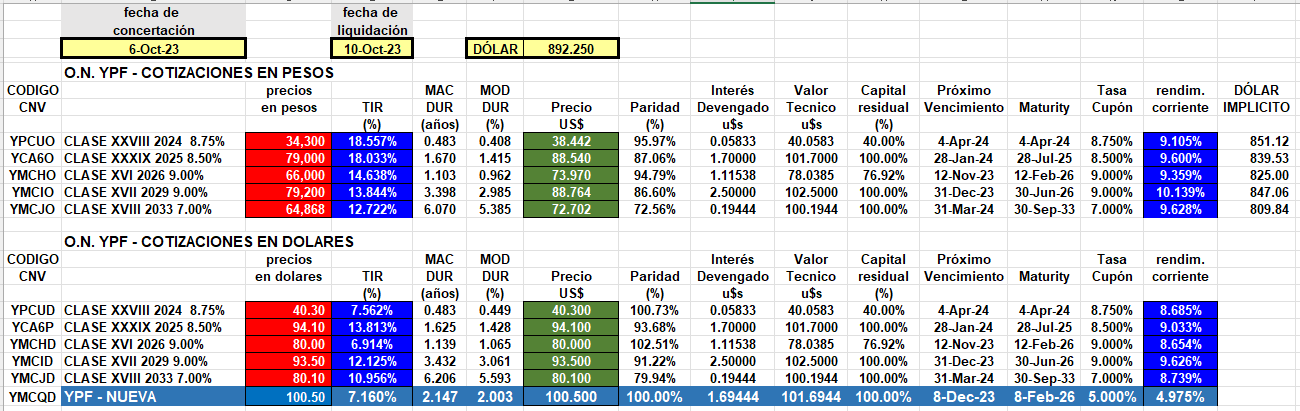 fecha de fecha de
concertación liquidación
6-Oct-23 10-Oct-23 DÓLAR 892.250
O.N. YPF - COTIZACIONES EN PESOS
CODIGO precios MAC MOD Interés Valor Capital Próximo Tasa rendim. DÓLAR
CNV en pesos TIR DUR DUR Precio Paridad Devengado Tecnico residual Vencimiento Maturity Cupón corriente IMPLICITO
(%) (años) (%) US$ (%) u$s u$s (%)
YPCUO CLASE XXVIII 2024 8.75% 34,300 18.557% 0.483 0.408 38.442 95.97% 0.05833 40.0583 40.00% 4-Apr-24 4-Apr-24 8.750% 9.105% 851.12
YCA6O CLASE XXXIX 2025 8.50% 79,000 18.033% 1.670 1.415 88.540 87.06% 1.70000 101.7000 100.00% 28-Jan-24 28-Jul-25 8.500% 9.600% 839.53
YMCHO CLASE XVI 2026 9.00% 66,000 14.638% 1.103 0.962 73.970 94.79% 1.11538 78.0385 76.92% 12-Nov-23 12-Feb-26 9.000% 9.359% 825.00
YMCIO CLASE XVII 2029 9.00% 79,200 13.844% 3.398 2.985 88.764 86.60% 2.50000 102.5000 100.00% 31-Dec-23 30-Jun-26 9.000% 10.139% 847.06
YMCJO CLASE XVIII 2033 7.00% 64,868 12.722% 6.070 5.385 72.702 72.56% 0.19444 100.1944 100.00% 31-Mar-24 30-Sep-33 7.000% 9.628% 809.84
O.N. YPF - COTIZACIONES EN DOLARES
CODIGO precios MAC MOD Interés Valor Capital Próximo Tasa rendim.
CNV en dolares TIR DUR DUR Precio Paridad Devengado Tecnico residual Vencimiento Maturity Cupón corriente
(%) (años) (%) US$ (%) u$s u$s (%)
YPCUD CLASE XXVIII 2024 8.75% 40.30 7.562% 0.483 0.449 40.300 100.73% 0.05833 40.0583 40.00% 4-Apr-24 4-Apr-24 8.750% 8.685%
YCA6P CLASE XXXIX 2025 8.50% 94.10 13.813% 1.625 1.428 94.100 93.68% 1.70000 101.7000 100.00% 28-Jan-24 28-Jul-25 8.500% 9.033%
YMCHD CLASE XVI 2026 9.00% 80.00 6.914% 1.139 1.065 80.000 102.51% 1.11538 78.0385 76.92% 12-Nov-23 12-Feb-26 9.000% 8.654%
YMCID CLASE XVII 2029 9.00% 93.50 12.125% 3.432 3.061 93.500 91.22% 2.50000 102.5000 100.00% 31-Dec-23 30-Jun-26 9.000% 9.626%
YMCJD CLASE XVIII 2033 7.00% 80.10 10.956% 6.206 5.593 80.100 79.94% 0.19444 100.1944 100.00% 31-Mar-24 30-Sep-33 7.000% 8.739%
YMCQD YPF - NUEVA 100.50 7.160% 2.147 2.003 100.500 100.00% 1.69444 101.6944 100.00% 8-Dec-23 8-Feb-26 5.000% 4.975%